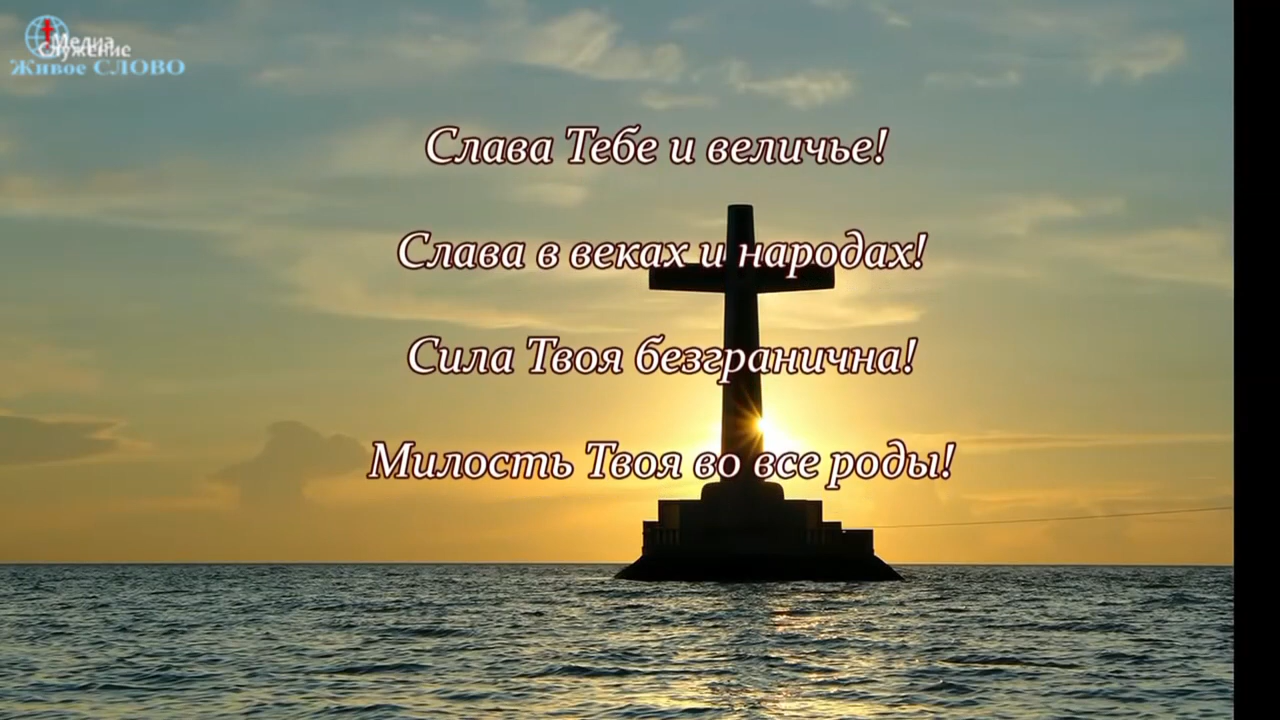 Медиа
Служение
Живое СЛОВО
Слава Тебе и величье!
Слава в веках и народах!
Сила Твоя безгранична!
Милость Твоя во все роды!